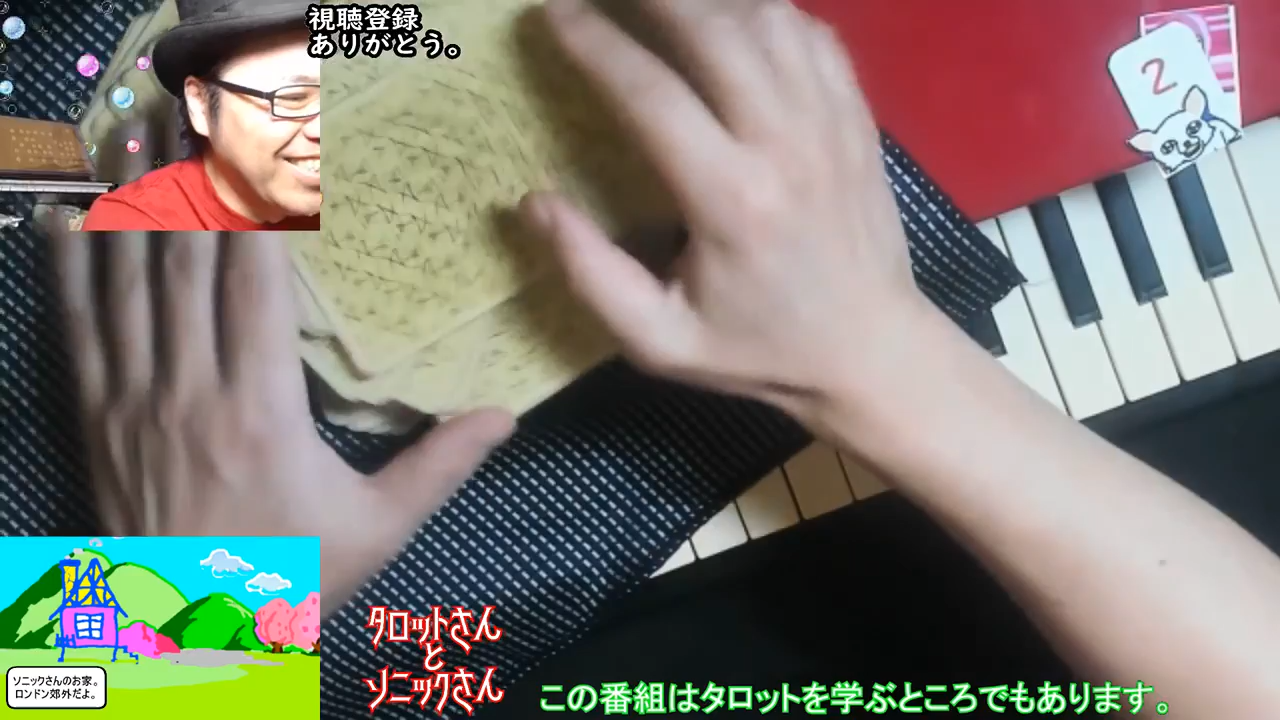 視聴登録
ありがとう。
2
ソニックさんのお家。
ロンドン郊外だよ。
タロットさん
と
ソニックさん
この番組はタロットを学ぶところでもあります。